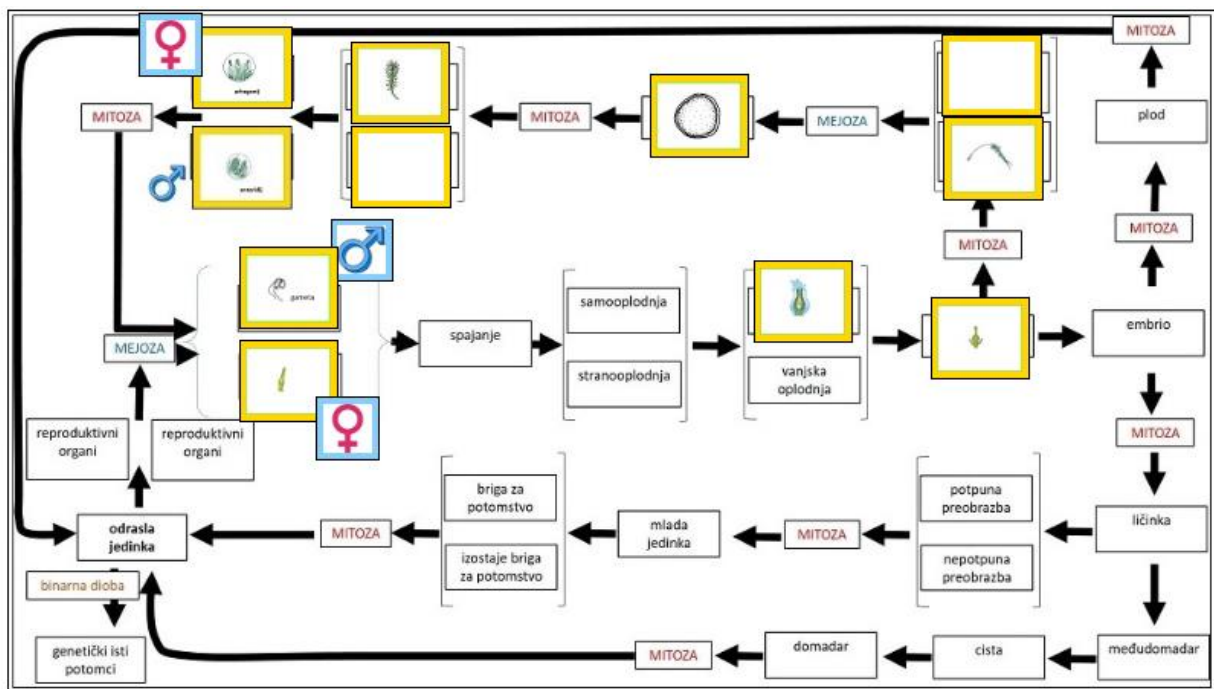 MITOZA
arhegonij
MITOZA
MITOZA
MEJOZA
plod
anteridij
MITOZA
MITOZA
gameta
samooplodnja
spajanje
embrio
MEJOZA
stranooplodnja
vanjska
oplodnja
reproduktivni
organi
reproduktivni
organi
MITOZA
briga za
potomstvo
potpuna
preobrazba
odrasla
jedinka
MITOZA
mlada
jedinka
MITOZA
ličinka
izostaje briga
za potomstvo
nepotpuna
preobrazba
binarna dioba
genetički isti
potomci
MITOZA
domadar
cista
međudomadar